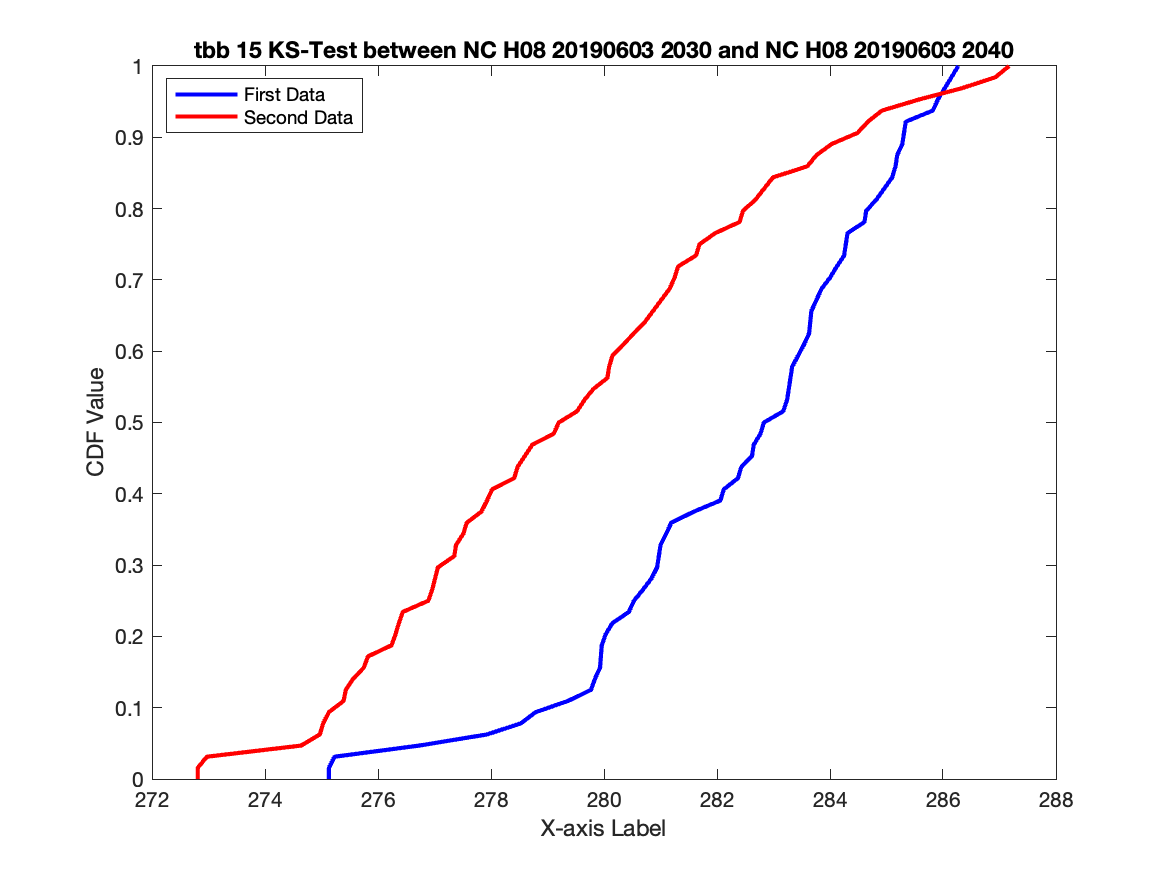 tbb 15 KS-Test between NC H08 20190603 2030 and NC H08 20190603 2040
First Data
Second Data
1
0.9
0.8
0.7
0.6
0.5
0.4
0.3
0.2
0.1
0
CDF Value
272 274 276 278 280 282 284 286 288
X-axis Label